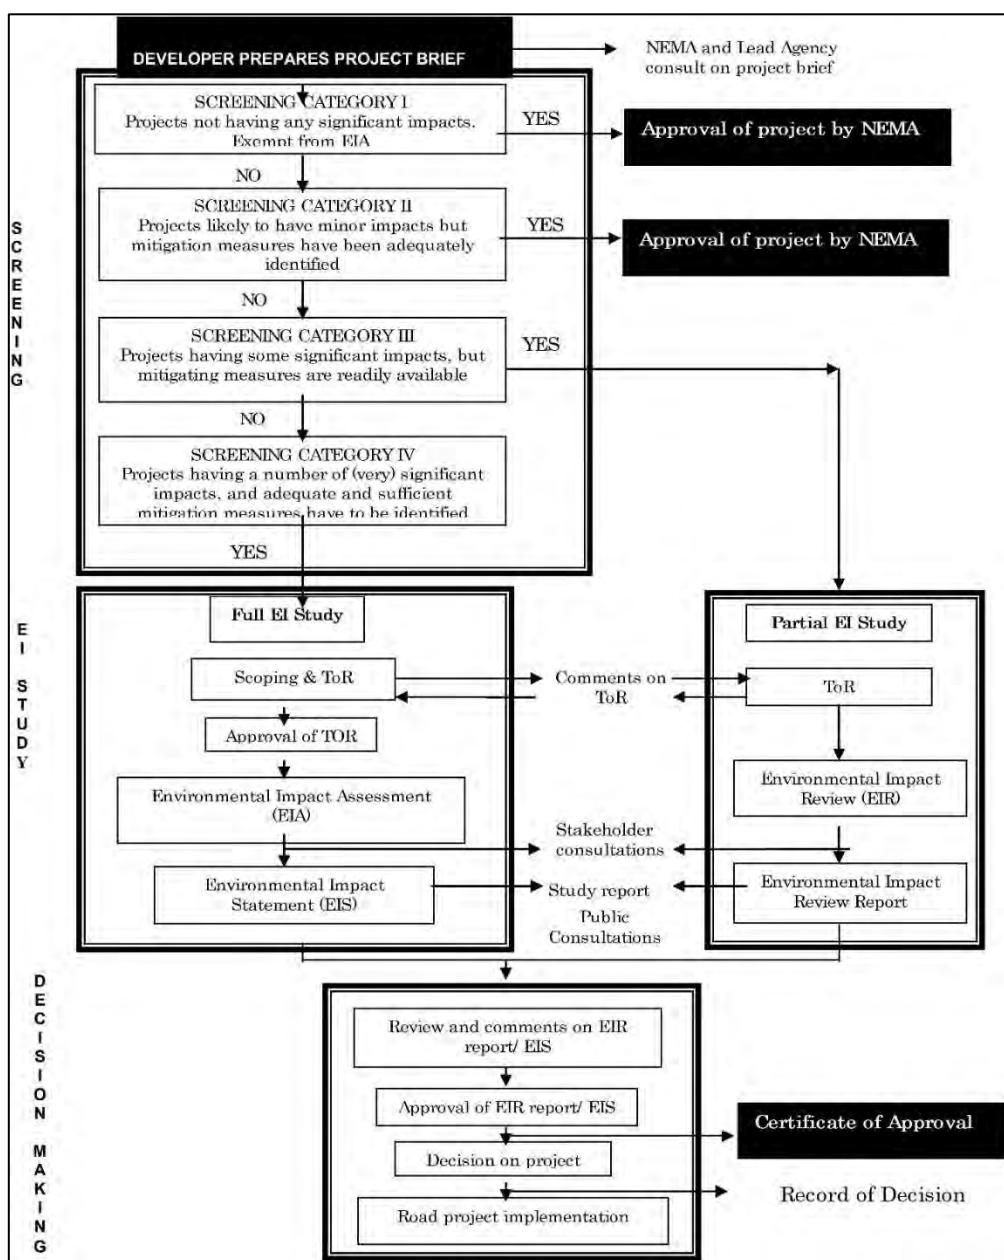 DEVELOPER PREPARES PROJECT BRIEF
NEMA and Lead Agency
consult on project brief
SCREENING
SCREENING CATEGORY I
Projects not having any significant impacts.
Exempt from EIA
YES
Approval of project by NEMA
NO
SCREENING CATEGORY II
Projects likely to have minor impacts but
mitigation measures have been adequately
identified
YES
Approval of project by NEMA
NO
SCREENING CATEGORY III
Projects having some significant impacts, but
mitigating measures are readily available
YES
NO
SCREENING CATEGORY IV
Projects having a number of (very) significant
impacts, and adequate and sufficient
mitigation measures have to be identified
YES
EI STUDY
Full EI Study
Scoping & ToR
Approval of TOR
Environmental Impact Assessment
(EIA)
Environmental Impact
Statement (EIS)
Comments on
ToR
Stakeholder
consultations
Study report
Public
Consultations
Partial EI Study
ToR
Environmental Impact
Review (EIR)
Environmental Impact
Review Report
DECISION MAKING
Review and comments on EIR
report/ EIS
Approval of EIR report/ EIS
Certificate of Approval
Decision on project
Record of Decision
Road project implementation